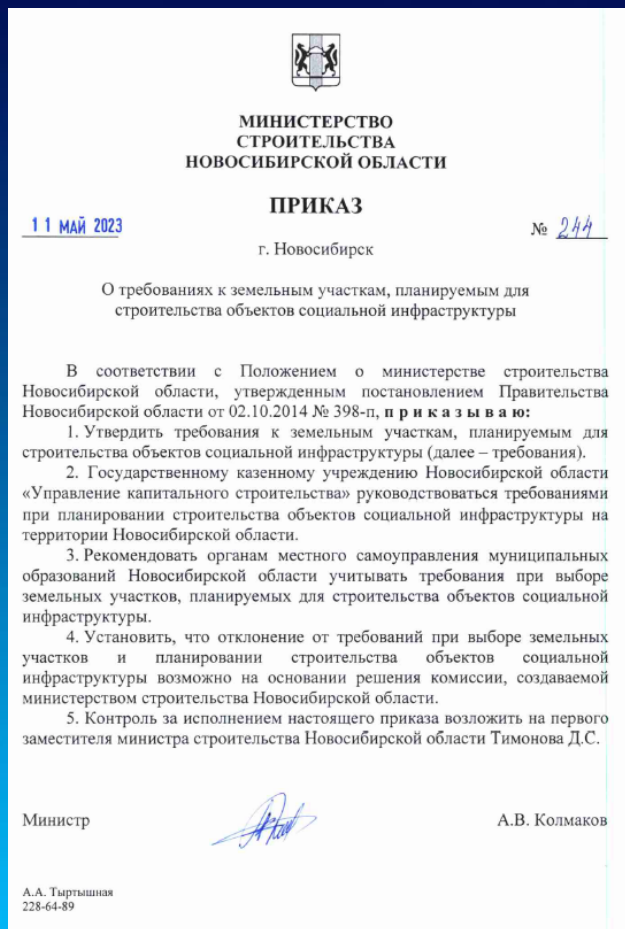 МИНИСТЕРСТВО
СТРОИТЕЛЬСТВА
НОВОСИБИРСКОЙ ОБЛАСТИ
ПРИКАЗ
11 МАЙ 2023
№ 244
г. Новосибирск
О требованиях к земельным участкам, планируемым для
строительства объектов социальной инфраструктуры
В соответствии с Положением о министерстве строительства
Новосибирской области, утвержденным постановлением Правительства
Новосибирской области от 02.10.2014 № 398-п, приказываю:
1. Утвердить требования к земельным участкам, планируемым для
строительства объектов социальной инфраструктуры (далее – требования).
2. Государственному казенному учреждению Новосибирской области
«Управление капитального строительства» руководствоваться требованиями
при планировании строительства объектов социальной инфраструктуры на
территории Новосибирской области.
3. Рекомендовать органам местного самоуправления муниципальных
образований Новосибирской области учитывать требования при выборе
земельных участков, планируемых для строительства объектов социальной
инфраструктуры.
4. Установить, что отклонение от требований при выборе земельных
участков и планировании строительства объектов социальной
инфраструктуры возможно на основании решения комиссии, создаваемой
министерством строительства Новосибирской области.
5. Контроль за исполнением настоящего приказа возложить на первого
заместителя министра строительства Новосибирской области Тимонова Д.С.
Министр
А.В. Колмаков
А.А. Тыртышная
228-64-89